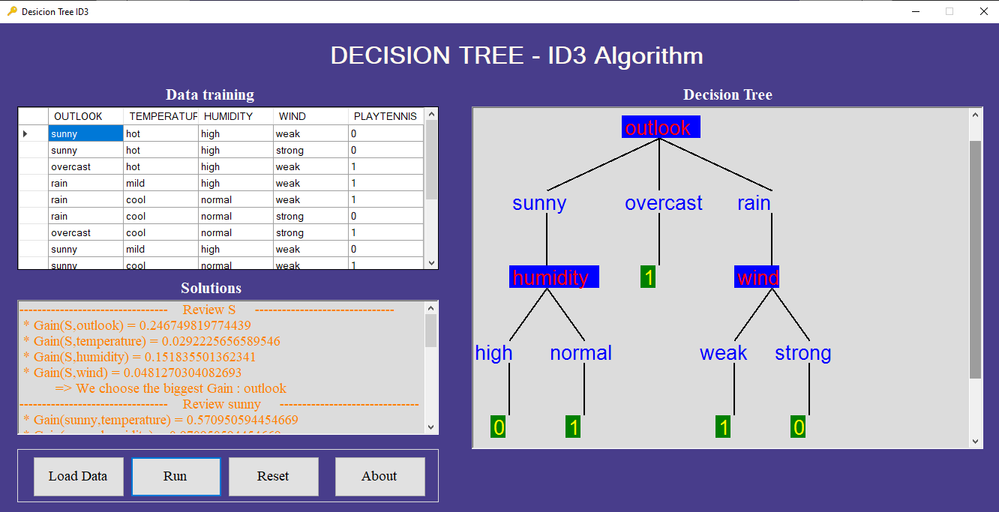 Desicion Tree ID3
DECISION TREE - ID3 Algorithm
Data training
OUTLOOK TEMPERATUR HUMIDITY WIND PLAYTENNIS
sunny hot high weak 0
sunny hot high strong 0
overcast hot high weak 1
rain mild high weak 1
rain cool normal weak 1
rain cool normal strong 0
overcast cool normal strong 1
sunny mild high weak 0
sunny cool normal weak 1
Solutions
--------------------------------- Review S -------------------------------
* Gain(S,outlook) = 0.246749819774439
* Gain(S,temperature) = 0.0292225656589546
* Gain(S,humidity) = 0.151835501362341
* Gain(S,wind) = 0.0481270304082693
=> We choose the biggest Gain : outlook
--------------------------------- Review sunny -------------------------------
* Gain(sunny,temperature) = 0.570950594454669
Load Data Run Reset About
Decision Tree
outlook
sunny overcast rain
humidity 1 wind
high normal weak strong
0 1 1 0